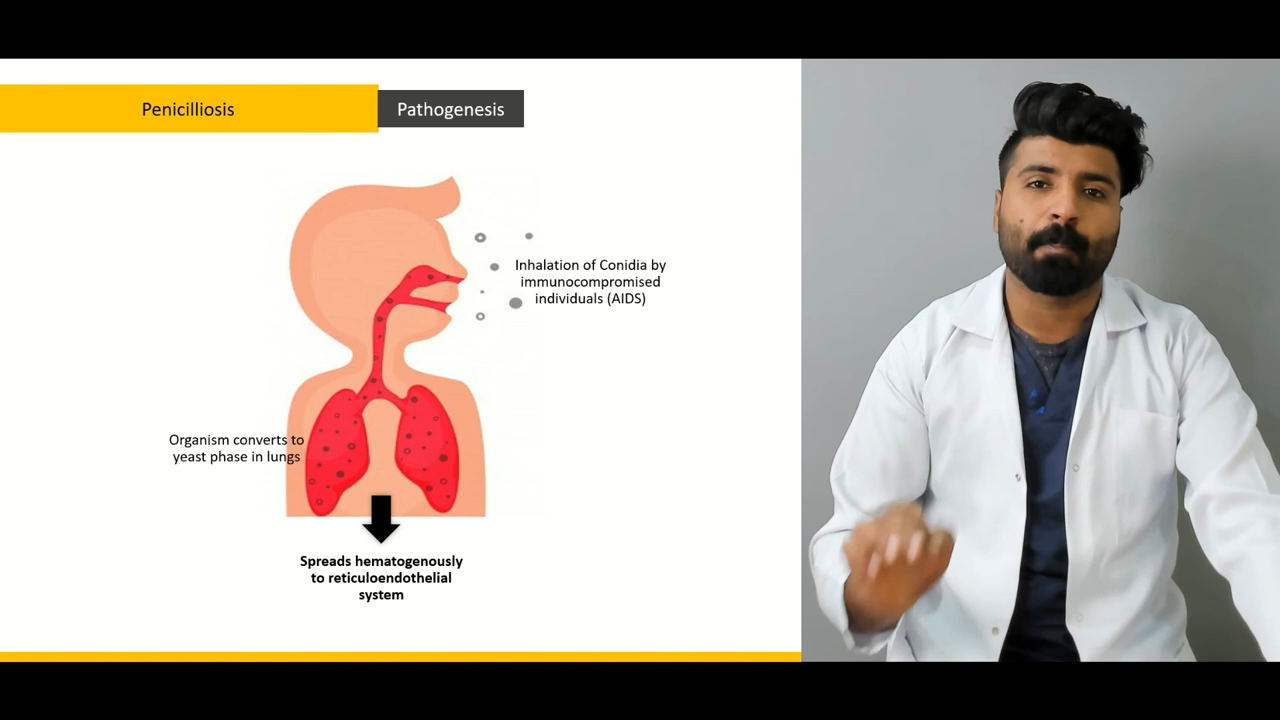 Penicilliosis
Pathogenesis
Inhalation of Conidia by
immunocompromised
individuals (AIDS)
Organism converts to
yeast phase in lungs
Spreads hematogenously
to reticuloendothelial
system